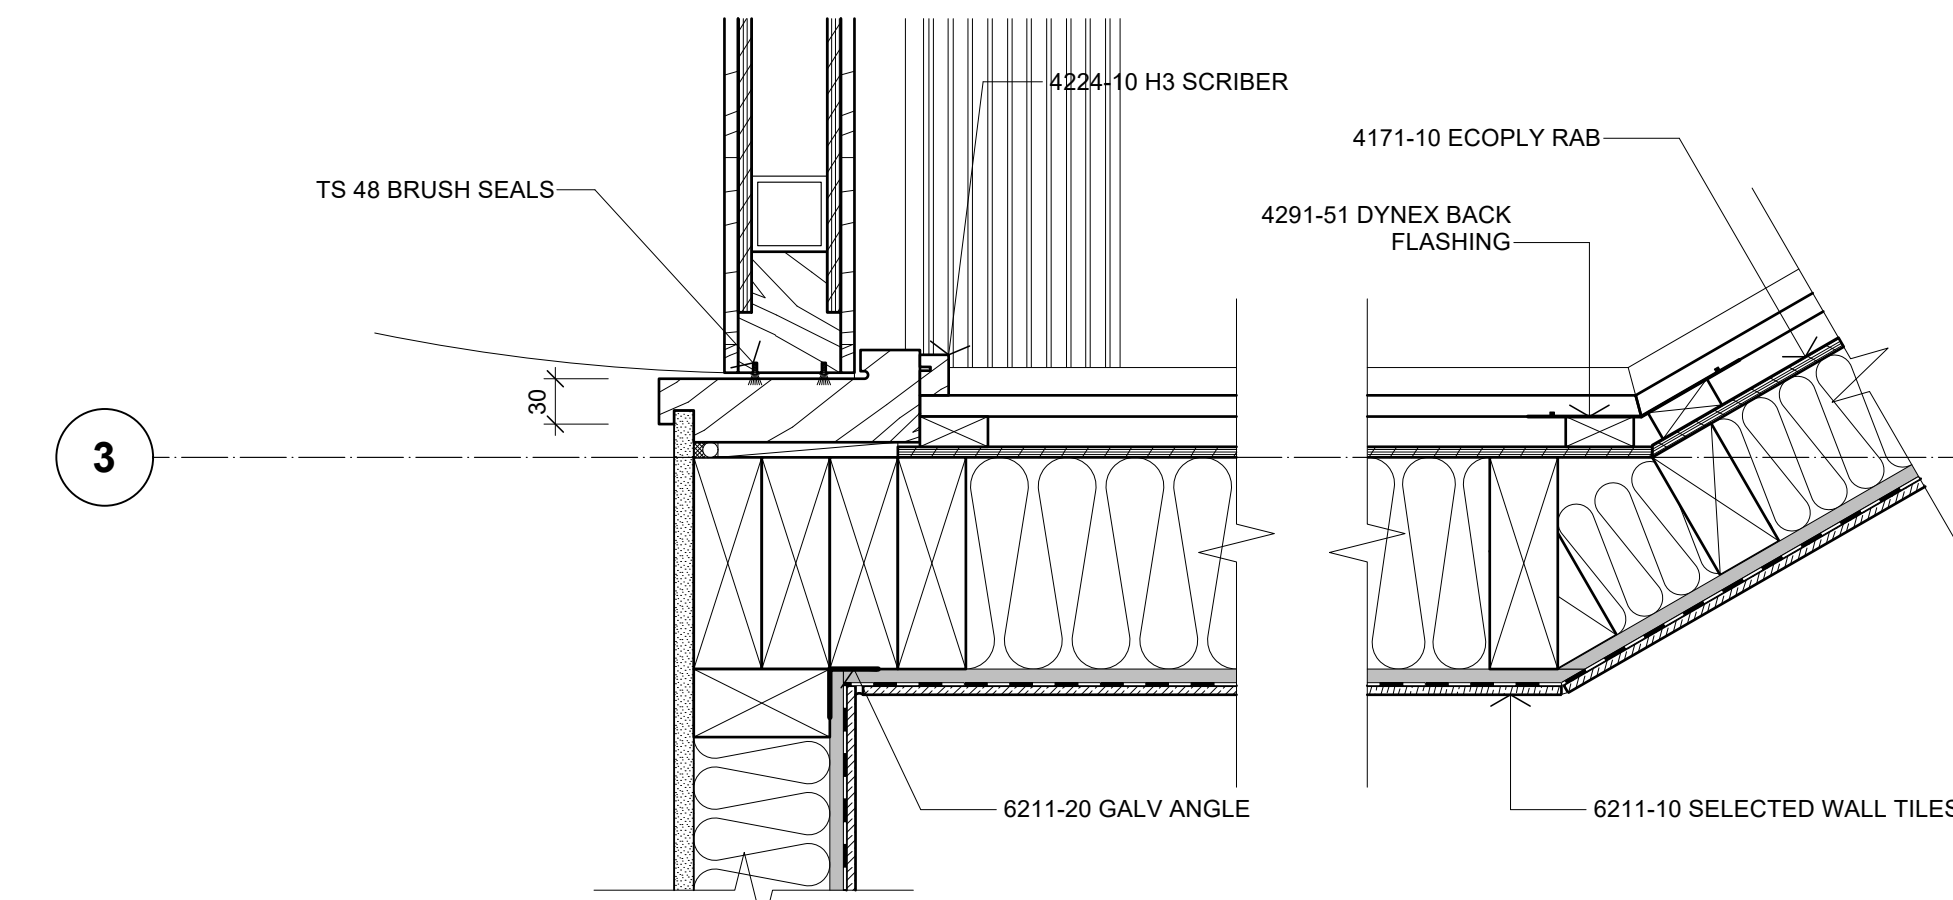 4224-10 H3 SCRIBER
4171-10 ECOPLY RAB
TS 48 BRUSH SEALS
4291-51 DYNEX BACK
FLASHING
30
3
6211-20 GALV ANGLE
6211-10 SELECTED WALL TILES